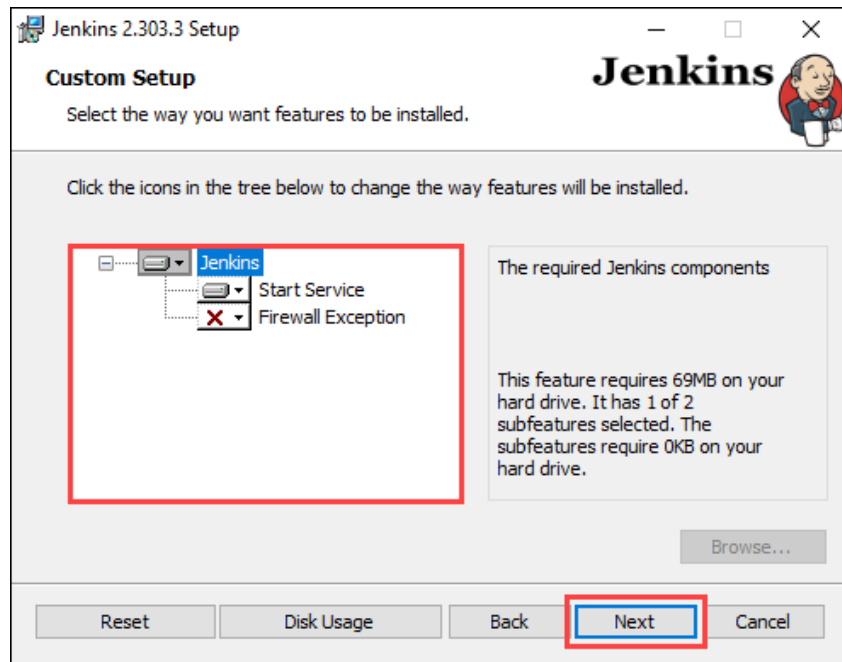 Jenkins 2.303.3 Setup
Custom Setup
Jenkins
Select the way you want features to be installed.
Click the icons in the tree below to change the way features will be installed.
Jenkins
Start Service
Firewall Exception
The required Jenkins components
This feature requires 69MB on your
hard drive. It has 1 of 2
subfeatures selected. The
subfeatures require 0KB on your
hard drive.
Browse...
Reset
Disk Usage
Back
Next
Cancel